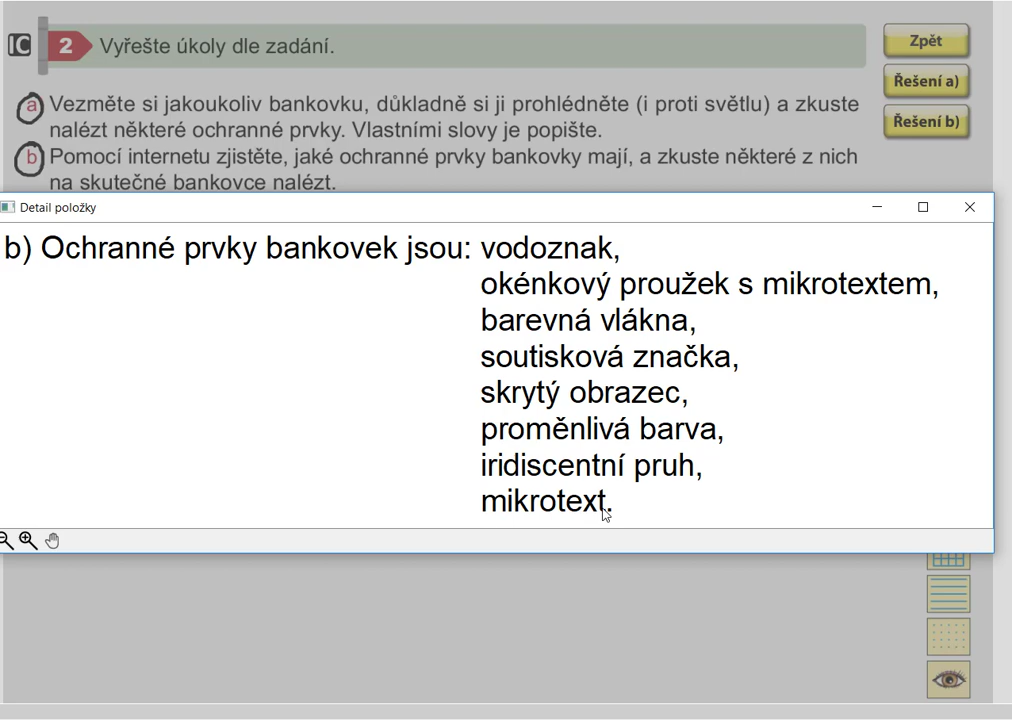 IC
2 Vyřešte úkoly dle zadání.
Zpět
Řešení a)
Řešení b)
a) Vezměte si jakoukoliv bankovku, důkladně si ji prohlédněte (i proti světlu) a zkuste
nalézt některé ochranné prvky. Vlastními slovy je popište.
b) Pomocí internetu zjistěte, jaké ochranné prvky bankovky mají, a zkuste některé z nich
na skutečné bankovce nalézt.
Detail položky
b) Ochranné prvky bankovek jsou: vodoznak,
okénkový proužek s mikrotextem,
barevná vlákna,
soutisková značka,
skrytý obrazec,
proměnlivá barva,
iridiscentní pruh,
mikrotext.